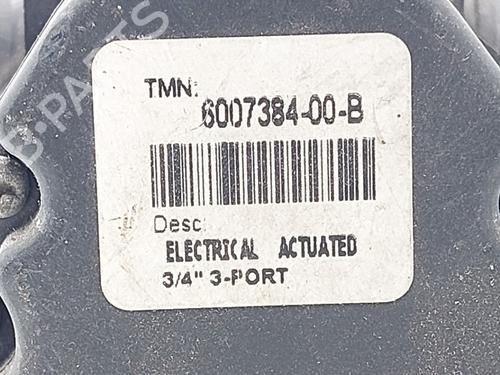 TMN:
6007384-00-B
Desc:
ELECTRICAL ACTUATED
3/4" 3-PORT
B-PARTS